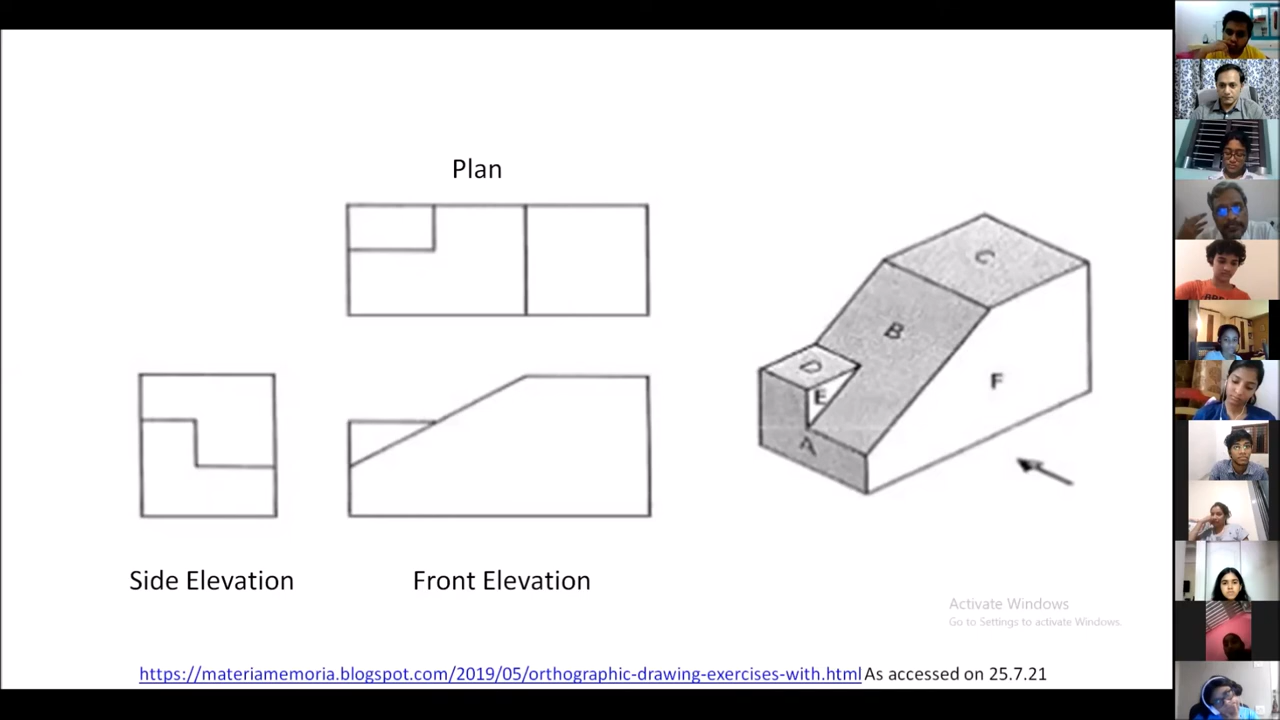 Plan
C
B
D
E
F
A
Side Elevation
Front Elevation
Activate Windows
Go to Settings to activate Windows.
https://materiamemoria.blogspot.com/2019/05/orthographic-drawing-exercises-with.html As accessed on 25.7.21